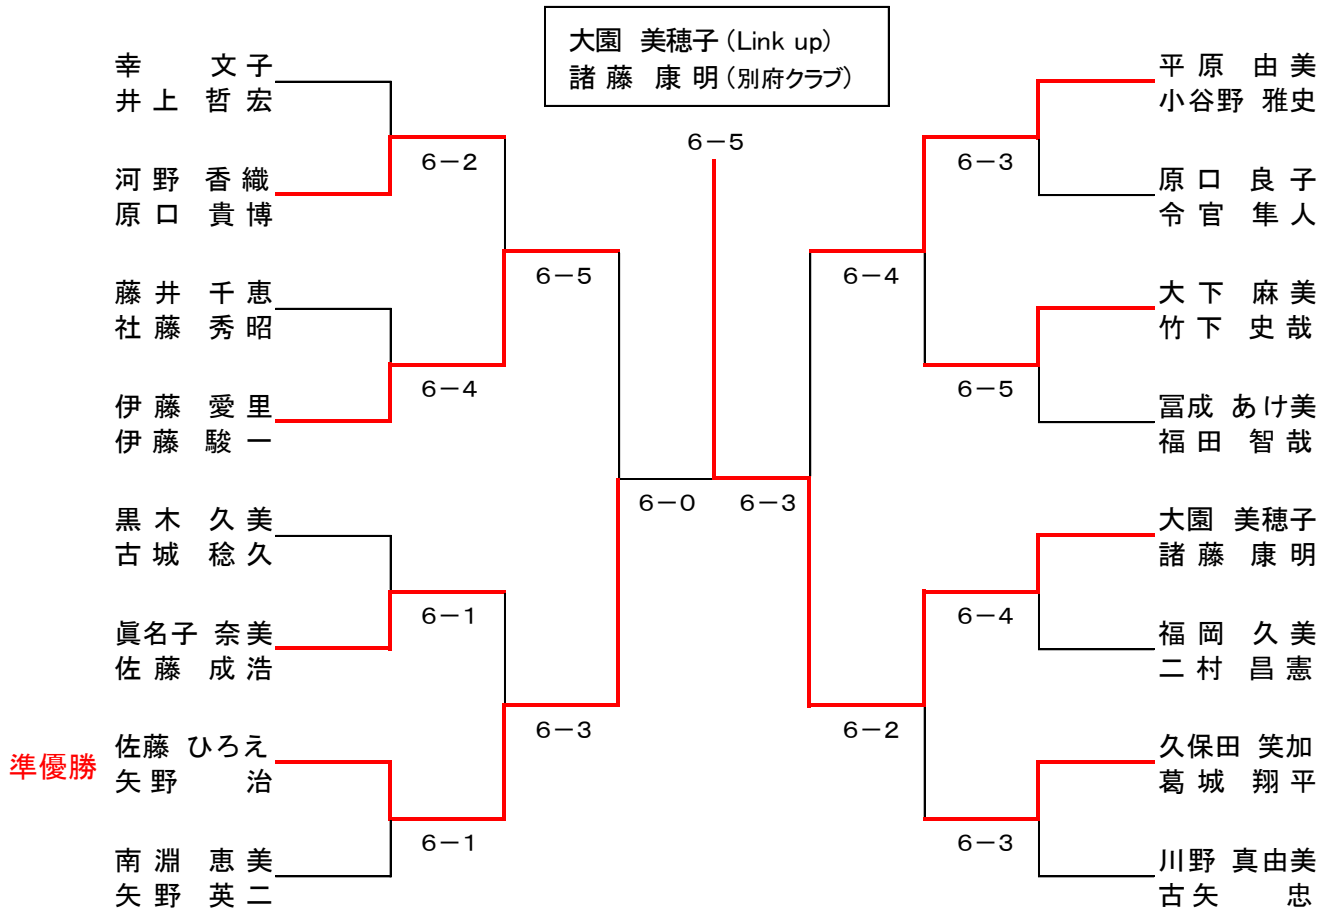 大園 美穂子 (Link up)
諸藤 康明 (別府クラブ)
6-5
幸 文子
井上 哲宏
6-2
河野 香織
原口 貴博
6-5
藤井 千恵
社藤 秀昭
6-4
伊藤 愛里
伊藤 駿一
6-0
黒木 久美
古城 稔久
6-1
眞名子 奈美
佐藤 成浩
6-3
準優勝
佐藤 ひろえ
矢野 治
6-1
南淵 恵美
矢野 英二
平原 由美
小谷野 雅史
6-3
原口 良子
令官 隼人
6-4
大下 麻美
竹下 史哉
6-5
冨成 あけ美
福田 智哉
6-3
大園 美穂子
諸藤 康明
6-4
福岡 久美
二村 昌憲
6-2
久保田 笑加
葛城 翔平
6-3
川野 真由美
古矢 忠